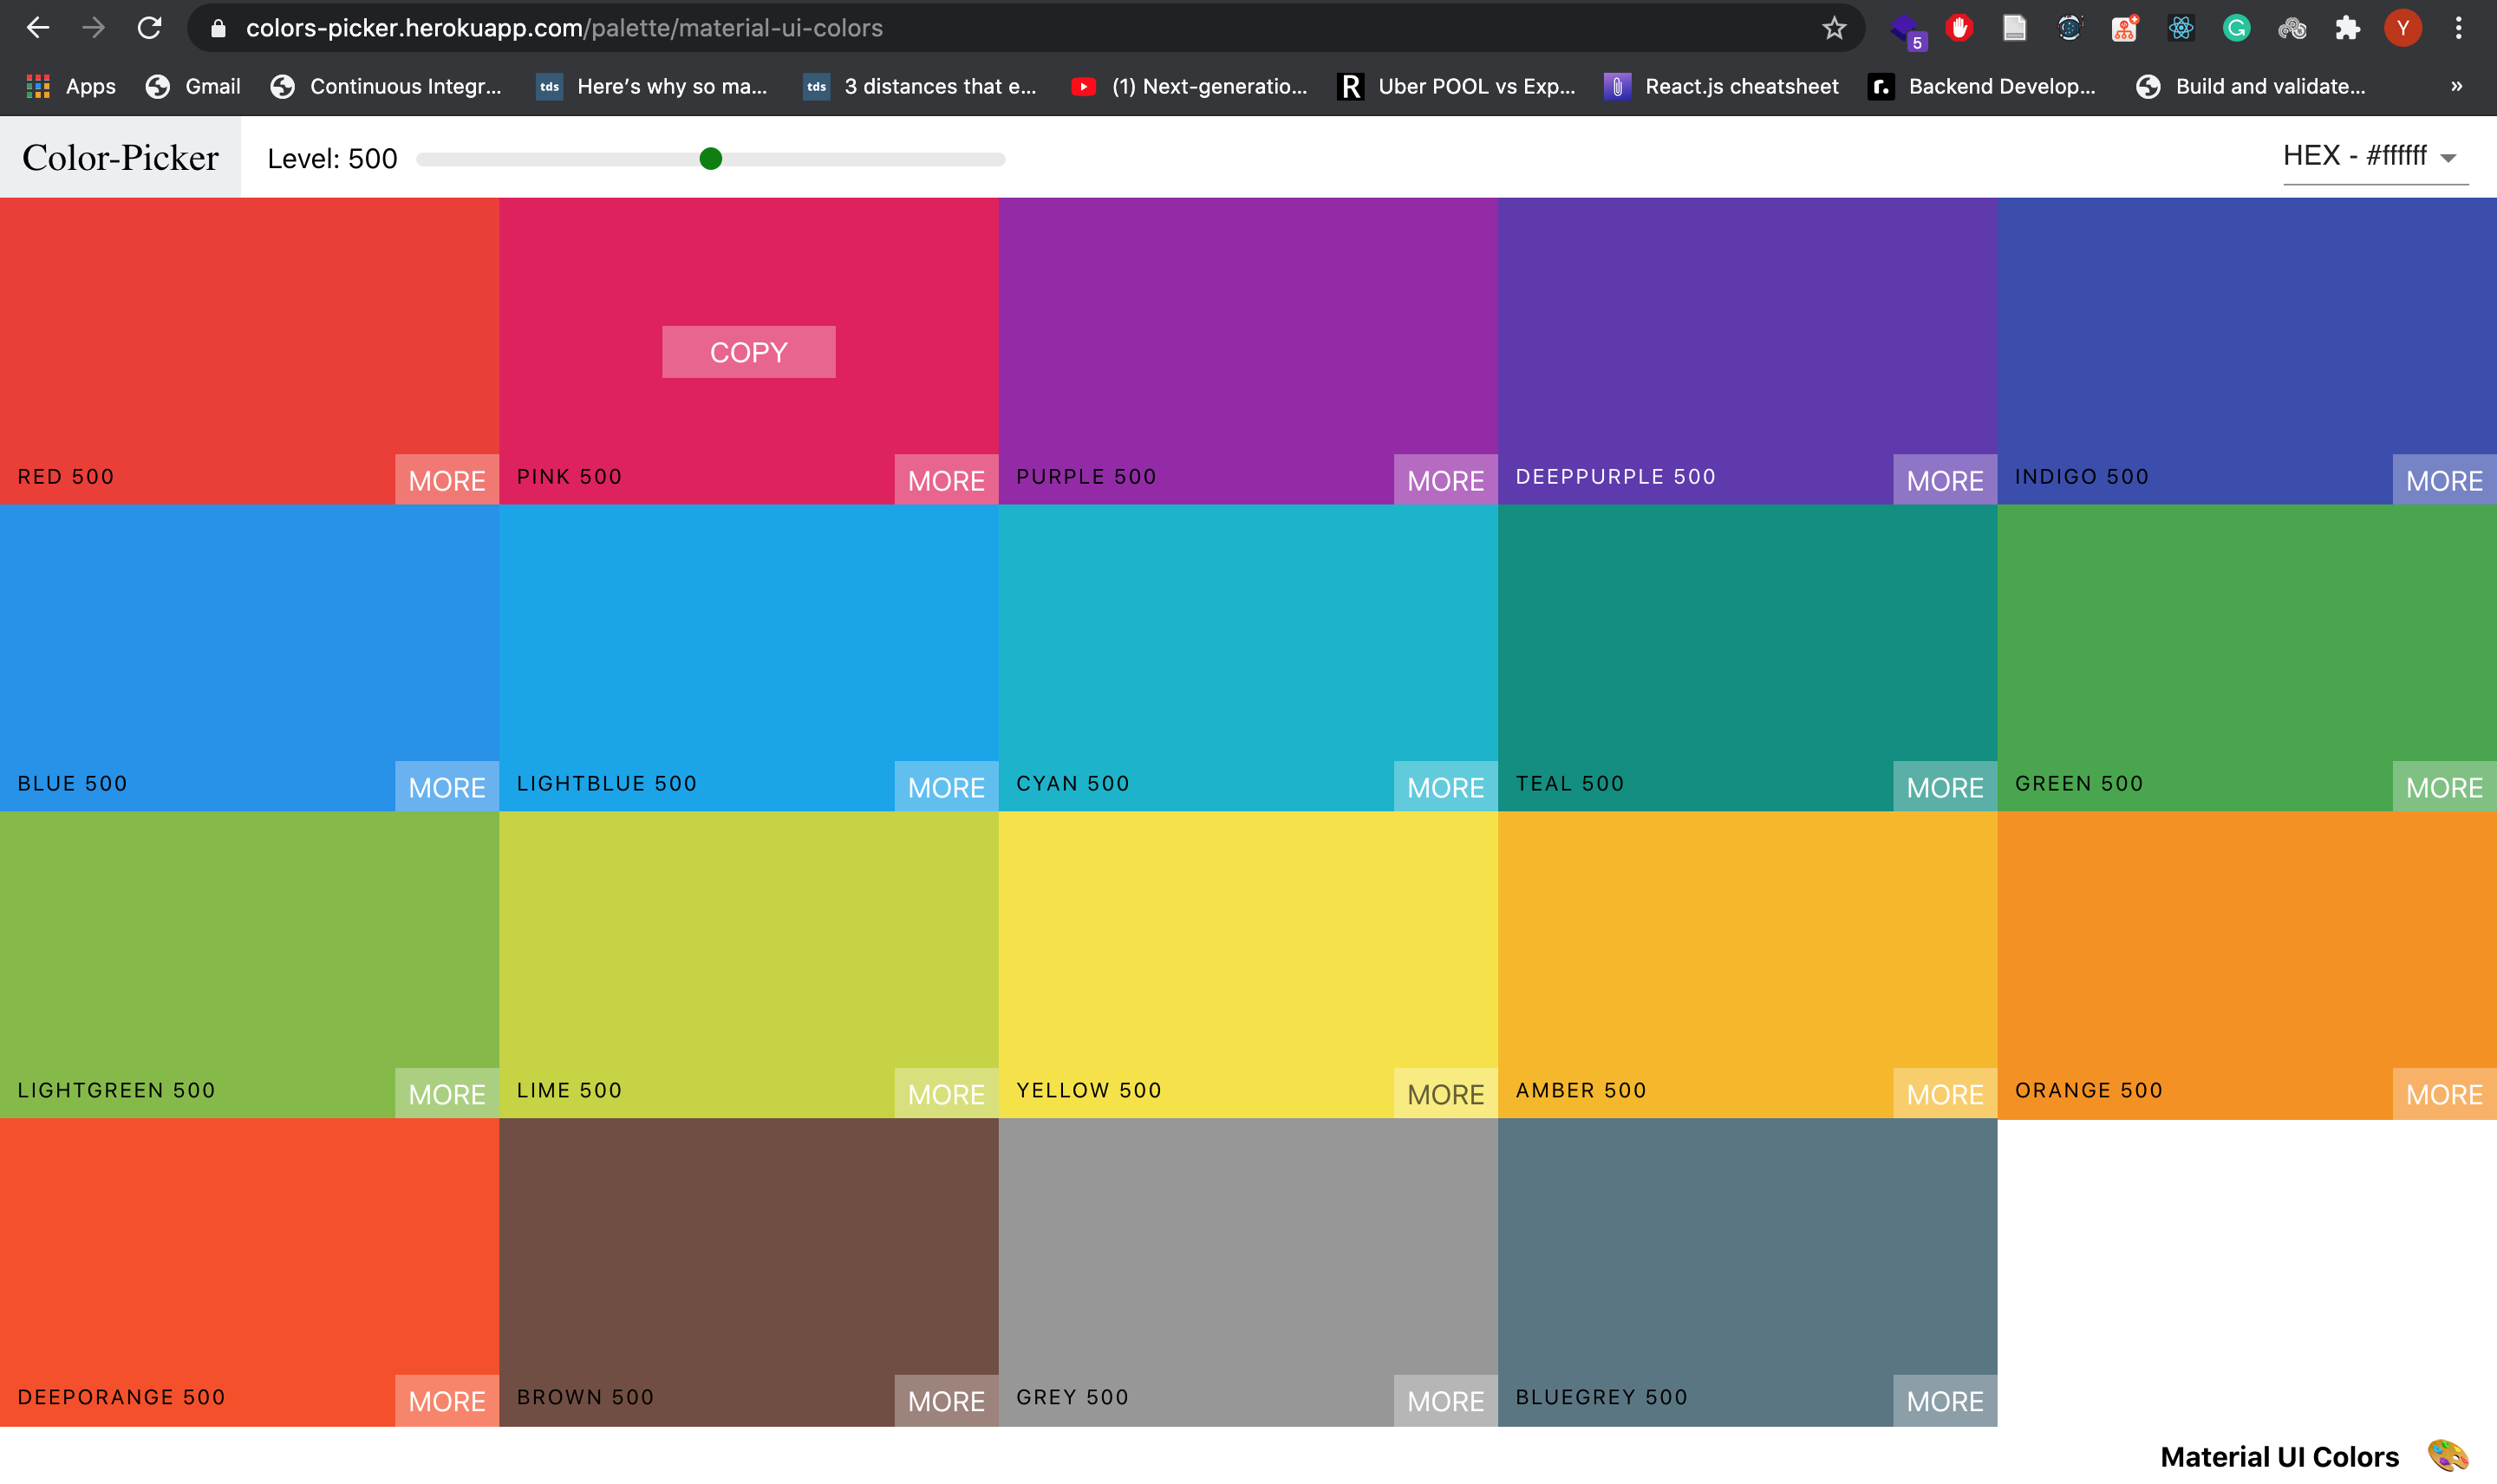 colors-picker.herokuapp.com/palette/material-ui-colors
5
Y
Apps
Gmail
Continuous Integr...
tds
Here’s why so ma...
tds
3 distances that e...
(1) Next-generatio...
R
Uber POOL vs Exp...
React.js cheatsheet
r.
Backend Develop...
Build and validate...
»
Color-Picker
Level: 500
HEX - #ffffff
COPY
RED 500
MORE
PINK 500
MORE
PURPLE 500
MORE
DEEPPURPLE 500
MORE
INDIGO 500
MORE
BLUE 500
MORE
LIGHTBLUE 500
MORE
CYAN 500
MORE
TEAL 500
MORE
GREEN 500
MORE
LIGHTGREEN 500
MORE
LIME 500
MORE
YELLOW 500
MORE
AMBER 500
MORE
ORANGE 500
MORE
DEEPORANGE 500
MORE
BROWN 500
MORE
GREY 500
MORE
BLUEGREY 500
MORE
Material UI Colors